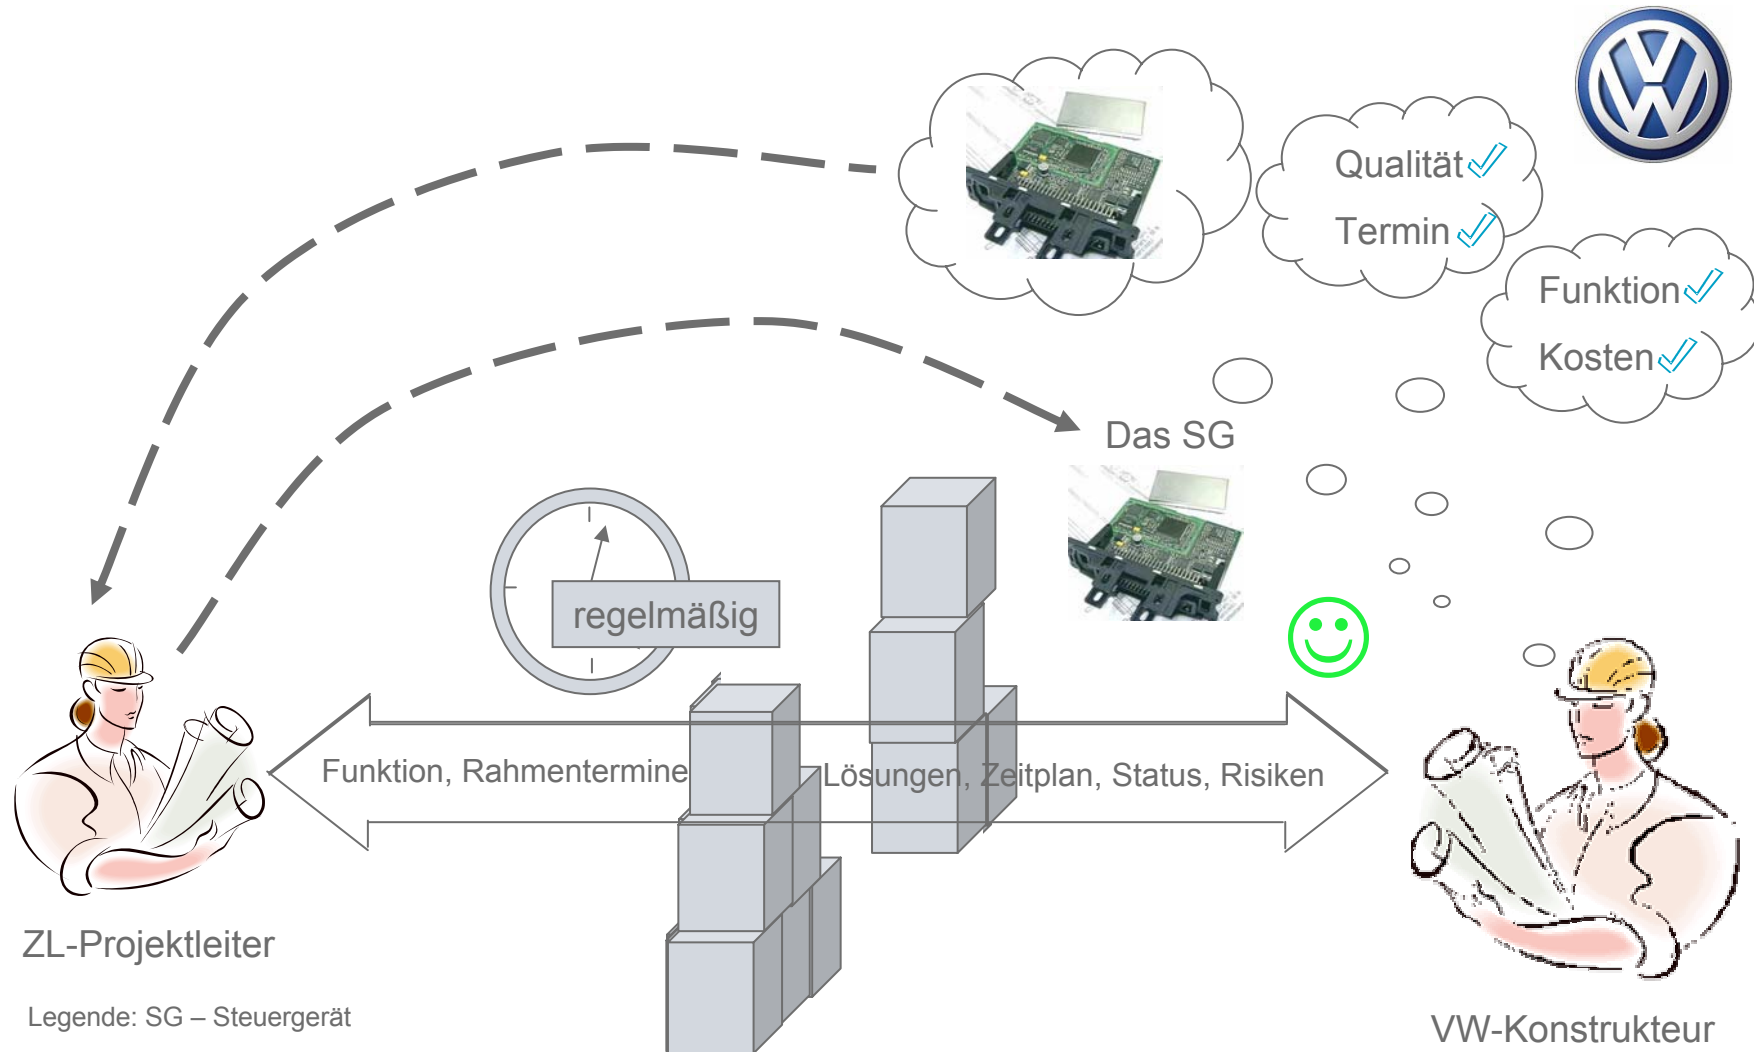 Qualität
Termin
Funktion
Kosten
Das SG
regelmäßig
Funktion, Rahmentermine
Lösungen, Zeitplan, Status, Risiken
ZL-Projektleiter
Legende: SG – Steuergerät
VW-Konstrukteur